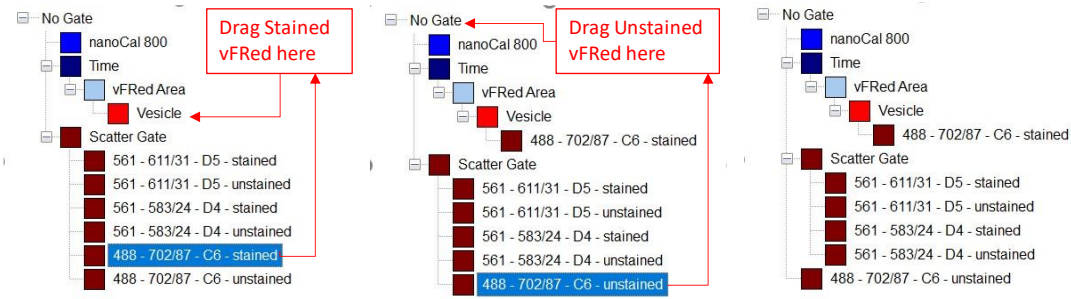 No Gate
nanoCal 800
Time
vFRed Area
Vesicle
Scatter Gate
561 - 611/31 - D5 - stained
561 - 611/31 - D5 - unstained
561 - 583/24 - D4 - stained
561 - 583/24 - D4 - unstained
488 - 702/87 - C6 - stained
488 - 702/87 - C6 - unstained
Drag Stained
vFRed here
No Gate
nanoCal 800
Time
vFRed Area
Vesicle
488 - 702/87 - C6 - stained
Scatter Gate
561 - 611/31 - D5 - stained
561 - 611/31 - D5 - unstained
561 - 583/24 - D4 - stained
561 - 583/24 - D4 - unstained
488 - 702/87 - C6 - unstained
Drag Unstained
vFRed here
No Gate
nanoCal 800
Time
vFRed Area
Vesicle
488 - 702/87 - C6 - stained
Scatter Gate
561 - 611/31 - D5 - stained
561 - 611/31 - D5 - unstained
561 - 583/24 - D4 - stained
561 - 583/24 - D4 - unstained
488 - 702/87 - C6 - unstained